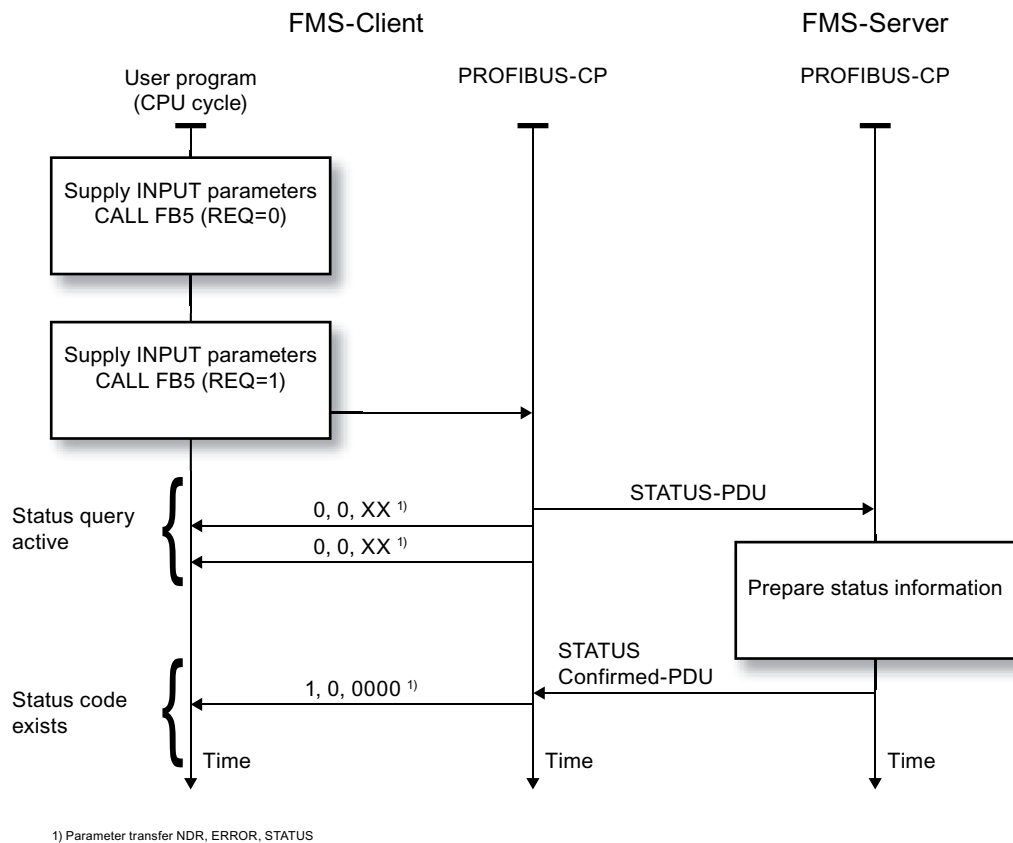 FMS-Client
FMS-Server
User program
(CPU cycle)
PROFIBUS-CP
PROFIBUS-CP
Supply INPUT parameters
CALL FB5 (REQ=0)
Supply INPUT parameters
CALL FB5 (REQ=1)
Status query
active
0, 0, XX 1)
STATUS-PDU
0, 0, XX 1)
Prepare status information
STATUS
Confirmed-PDU
Status code
exists
1, 0, 0000 1)
Time
Time
Time
1) Parameter transfer NDR, ERROR, STATUS